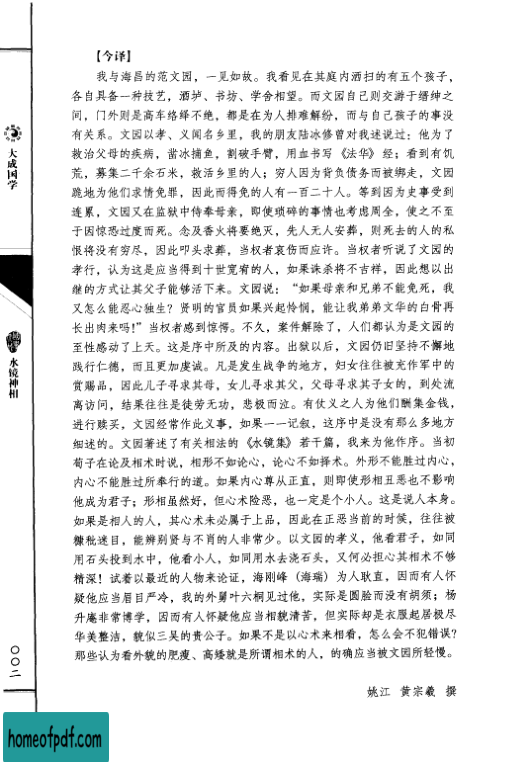 【今译】
我与海昌的范文园，一见如故。我看见在其庭内洒扫的有五个孩子，
各自具备一种技艺，酒垆、书坊、学舍相望。而文园自己则交游于缙绅之
间，门外则是高车络绎不绝，都是在为人排难解纷，而与自己孩子的事没
有关系。文园以孝、义闻名乡里，我的朋友陆冰修曾对我述说过：他为了
救治父母的疾病，凿冰捕鱼，割破手臂，用血书写《法华》经；看到有饥
荒，募集二千余石米，救活乡里的人；穷人因为背负债务而被绑走，文园
跪地为他们求情免罪，因此而得免的人有一百二十人。等到因为史事受到
连累，文园又在监狱中侍奉母亲，即使琐碎的事情也考虑周全，使之不至
于因惊恐过度而死。念及香火将要绝灭，先人无人安葬，则死去的人的私
恨将没有穷尽，因此叩头求葬，当权者哀伤而应许。当权者听说了文园的
孝行，认为这是应当得到十世宽宥的人，如果诛杀将不吉祥，因此想以出
继的方式让其父子能够活下来。文园说：“如果母亲和兄弟不能免死，我
又怎么能忍心独生？贤明的官员如果兴起怜悯，能让我弟弟文华的白骨再
长出肉来吗！”当权者感到惊愕。不久，案件解除了，人们都认为是文园的
至性感动了上天。这是序中所及的内容。出狱以后，文园仍旧坚持不懈地
践行仁德，而且更加虔诚。凡是发生战争的地方，妇女往往被充作军中的
赏赐品，因此儿子寻求其母，女儿寻求其父，父母寻求其子女的，到处流
离访问，结果往往是徒劳无功，悲极而泣。有仗义之人为他们酬集金钱，
进行赎买，文园经常作此义事，如果一一记叙，这序中是没有那么多地方
细述的。文园著述了有关相法的《水镜集》若干篇，我来为他作序。当初
荀子在论及相术时说，相形不如论心，论心不如择术。外形不能胜过内心，
内心不能胜过所奉行的道。如果内心尊从正直，则即使形相丑恶也不影响
他成为君子；形相虽然好，但心术险恶，也一定是个小人。这是说人本身。
如果是相人的人，其心术未必属于上品，因此在正恶当前的时候，往往被
糠秕迷目，能辨别贤与不肖的人非常少。以文园的孝义，他看君子，如同
用石头投到水中，他看小人，如同用水去浇石头，又何必担心其相术不够
精深！试着以最近的人物来论证，海刚峰（海瑞）为人耿直，因而有人怀
疑他应当眉目严冷，我的外舅叶六桐见过他，实际是圆脸而没有胡须；杨
升庵非常博学，因而有人怀疑他应当相貌清苦，但实际却是衣服起居极尽
华美整洁，貌似三吴的贵公子。如果不是以心术来相看，怎么会不犯错误？
那些认为看外貌的肥瘦、高矮就是所谓相术的人，的确应当被文园所轻慢。
姚江 黄宗羲 撰
大成国学
水镜神相
〇〇二
homeofpdf.com